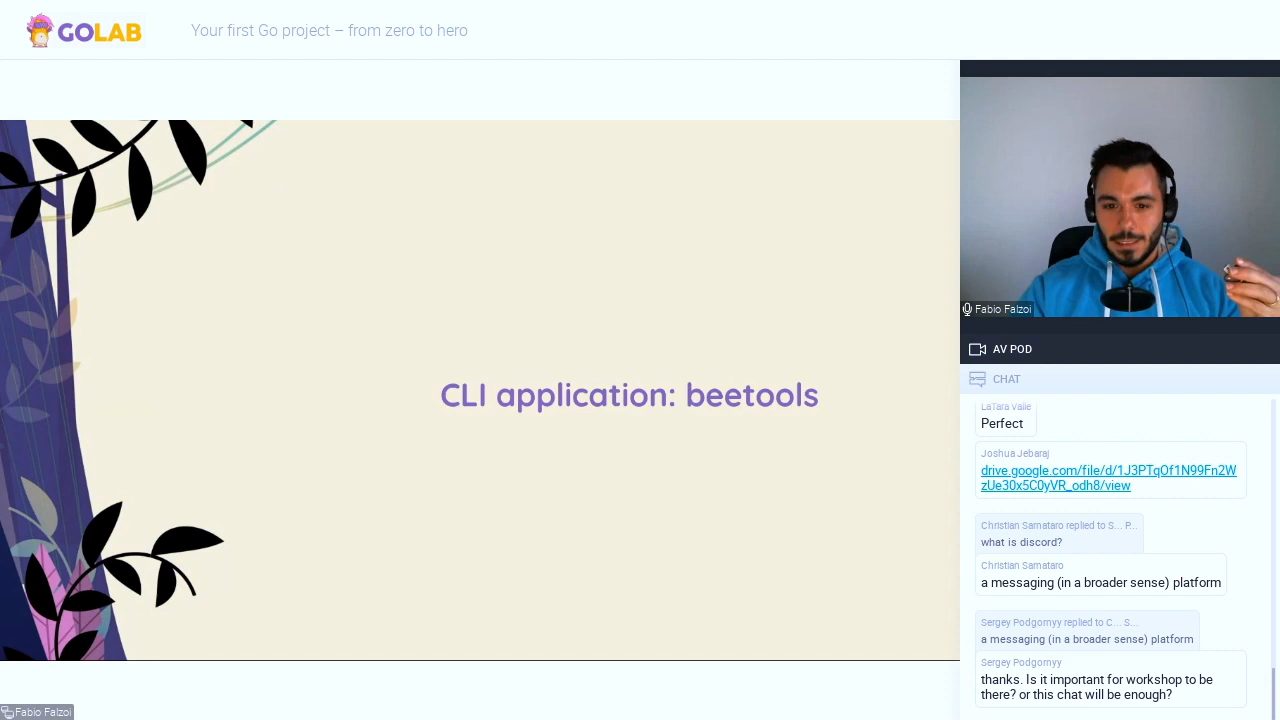 GOLAB
Your first Go project – from zero to hero
CLI application: beetools
Fabio Falzoi
Fabio Falzoi
AV POD
CHAT
LaTara Valle
Perfect
Joshua Jebaraj
drive.google.com/file/d/1J3PTqOf1N99Fn2W
zUe30x5C0yVR_odh8/view
Christian Samataro replied to S... P...
what is discord?
Christian Samataro
a messaging (in a broader sense) platform
Sergey Podgornyy replied to C... S...
a messaging (in a broader sense) platform
Sergey Podgornyy
thanks. Is it important for workshop to be
there? or this chat will be enough?